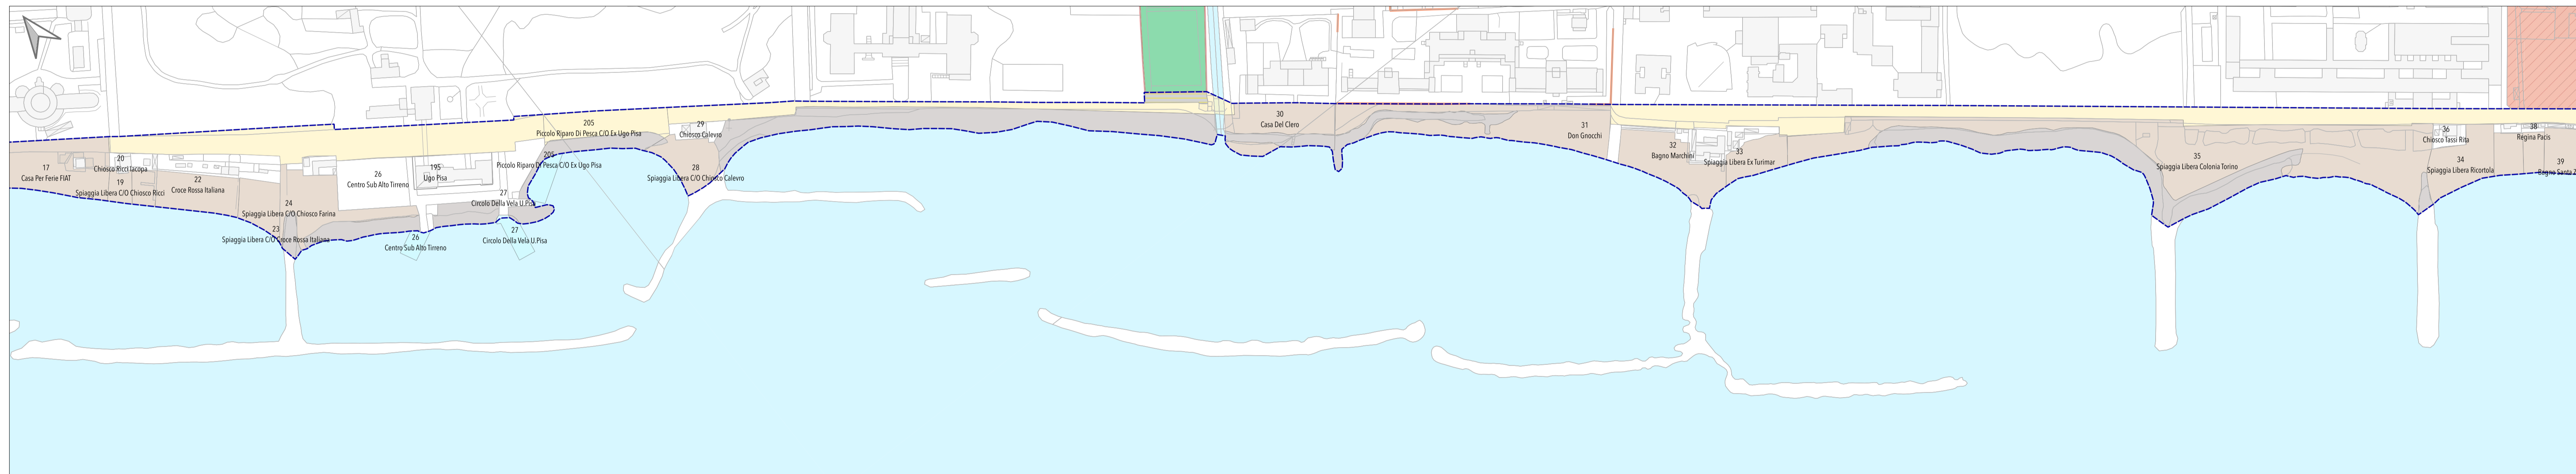 17
Casa Per Ferie FIAT
20
Chiosco Ricci Iacopa
19
Spiaggia Libera C/O Chiosco Ricci
22
Croce Rossa Italiana
24
Spiaggia Libera C/O Chiosco Farina
23
Spiaggia Libera C/O Croce Rossa Italiana
26
Centro Sub Alto Tirreno
195
Ugo Pisa
26
Centro Sub Alto Tirreno
27
Circolo Della Vela U.Pisa
27
Circolo Della Vela U.Pisa
205
Piccolo Riparo Di Pesca C/O Ex Ugo Pisa
205
Piccolo Riparo Di Pesca C/O Ex Ugo Pisa
29
Chiosco Calevro
28
Spiaggia Libera C/O Chiosco Calevro
30
Casa Del Clero
31
Don Gnocchi
32
Bagno Marchini
33
Spiaggia Libera Ex Turimar
35
Spiaggia Libera Colonia Torino
36
Chiosco Tassi Rita
34
Spiaggia Libera Ricortola
38
Regina Pacis
39
Bagno Santa